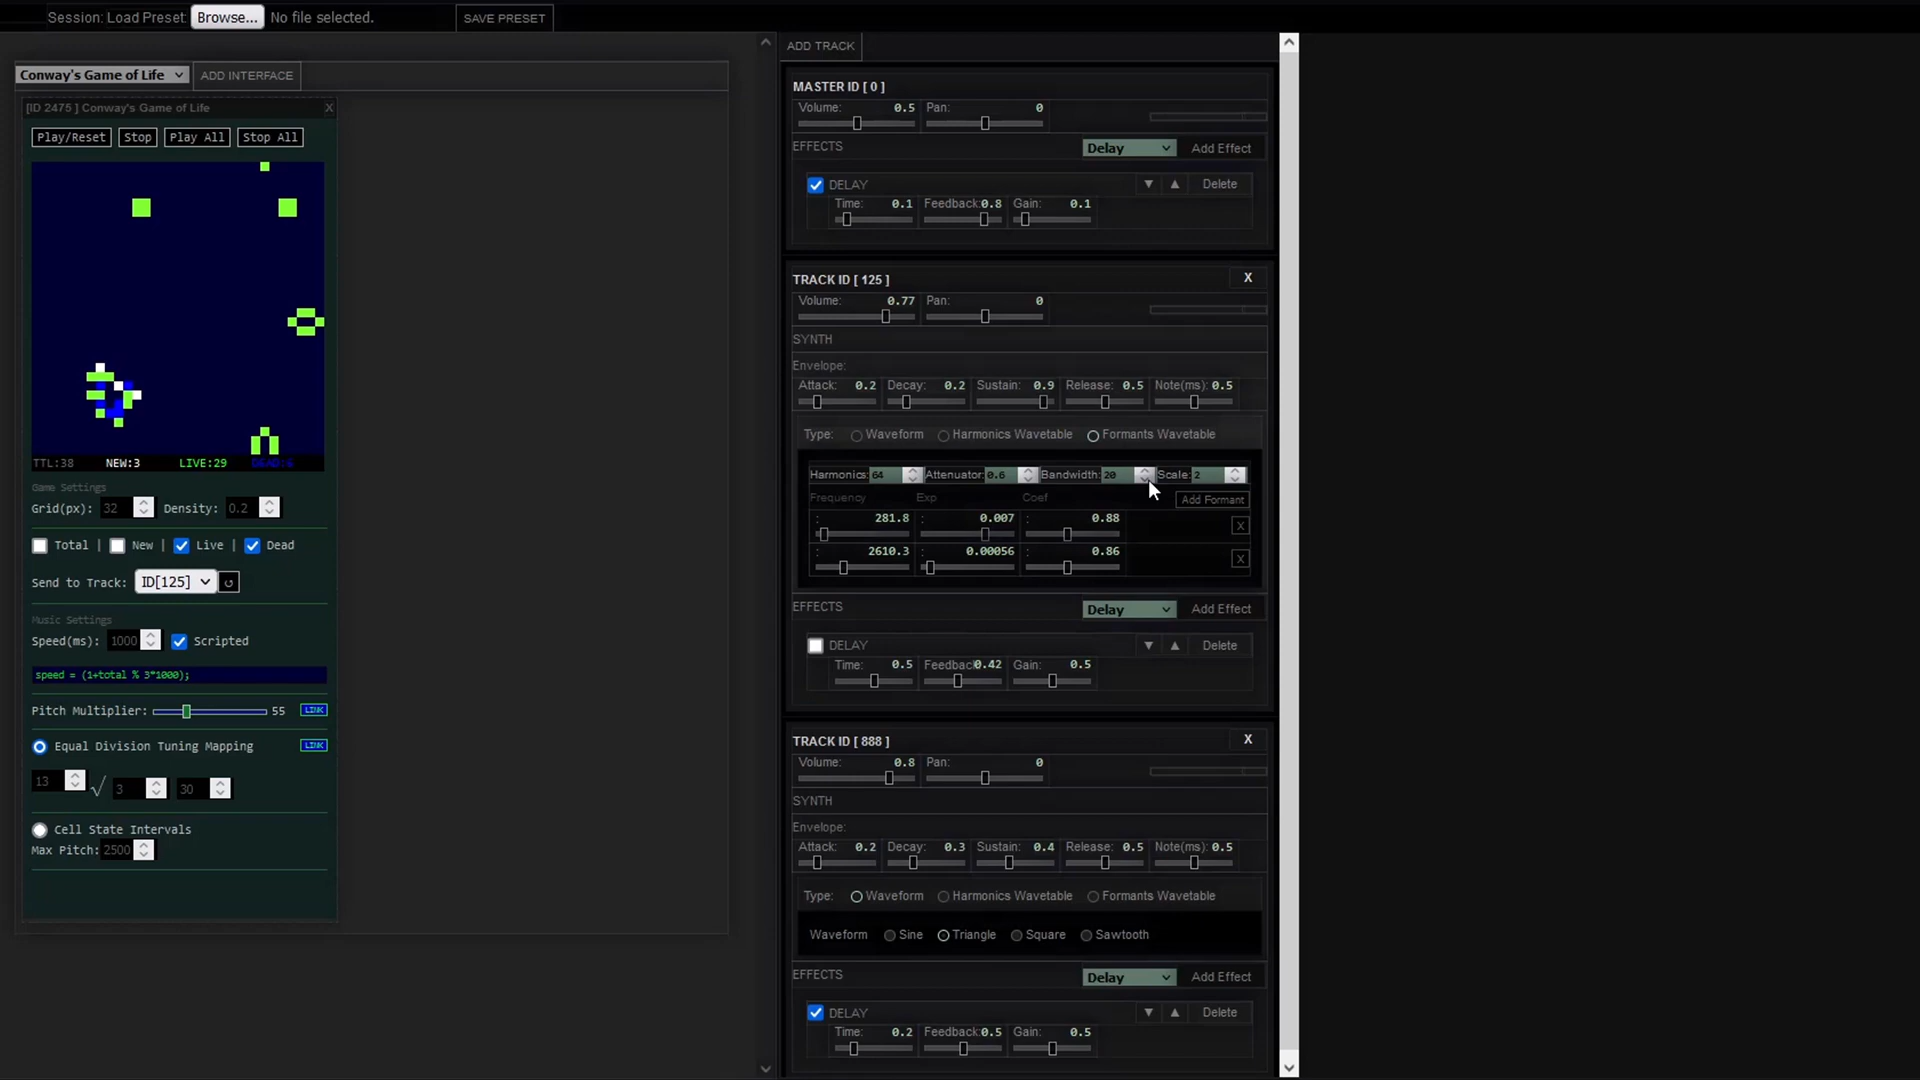 Session: Load Preset: Browse... No file selected. SAVE PRESET
Conway's Game of Life ADD INTERFACE
[ID 2475 ] Conway's Game of Life X
Play/Reset Stop Play All Stop All
TTL:38 NEW:3 LIVE:29 DEAD:6
Game Settings
Grid(px): 32 Density: 0.2
Total | New | Live | Dead
Send to Track: ID[125] ↺
Music Settings
Speed(ms): 1000 Scripted
speed = (1+total % 3*1000);
Pitch Multiplier: 55 LINK
Equal Division Tuning Mapping LINK
13 √ 3 30
Cell State Intervals
Max Pitch: 2500
ADD TRACK
MASTER ID [ 0 ]
Volume: 0.5 Pan: 0
EFFECTS Delay Add Effect
DELAY ▼ ▲ Delete
Time: 0.1 Feedback: 0.8 Gain: 0.1
TRACK ID [ 125 ] X
Volume: 0.77 Pan: 0
SYNTH
Envelope:
Attack: 0.2 Decay: 0.2 Sustain: 0.9 Release: 0.5 Note(ms): 0.5
Type: Waveform Harmonics Wavetable Formants Wavetable
Harmonics: 64 Attenuator: 0.6 Bandwidth: 20 Scale: 2
Frequency Exp Coef Add Formant
: 281.8 : 0.007 : 0.88 X
: 2610.3 : 0.00056 : 0.86 X
EFFECTS Delay Add Effect
DELAY ▼ ▲ Delete
Time: 0.5 Feedback 0.42 Gain: 0.5
TRACK ID [ 888 ] X
Volume: 0.8 Pan: 0
SYNTH
Envelope:
Attack: 0.2 Decay: 0.3 Sustain: 0.4 Release: 0.5 Note(ms): 0.5
Type: Waveform Harmonics Wavetable Formants Wavetable
Waveform Sine Triangle Square Sawtooth
EFFECTS Delay Add Effect
DELAY ▼ ▲ Delete
Time: 0.2 Feedback: 0.5 Gain: 0.5